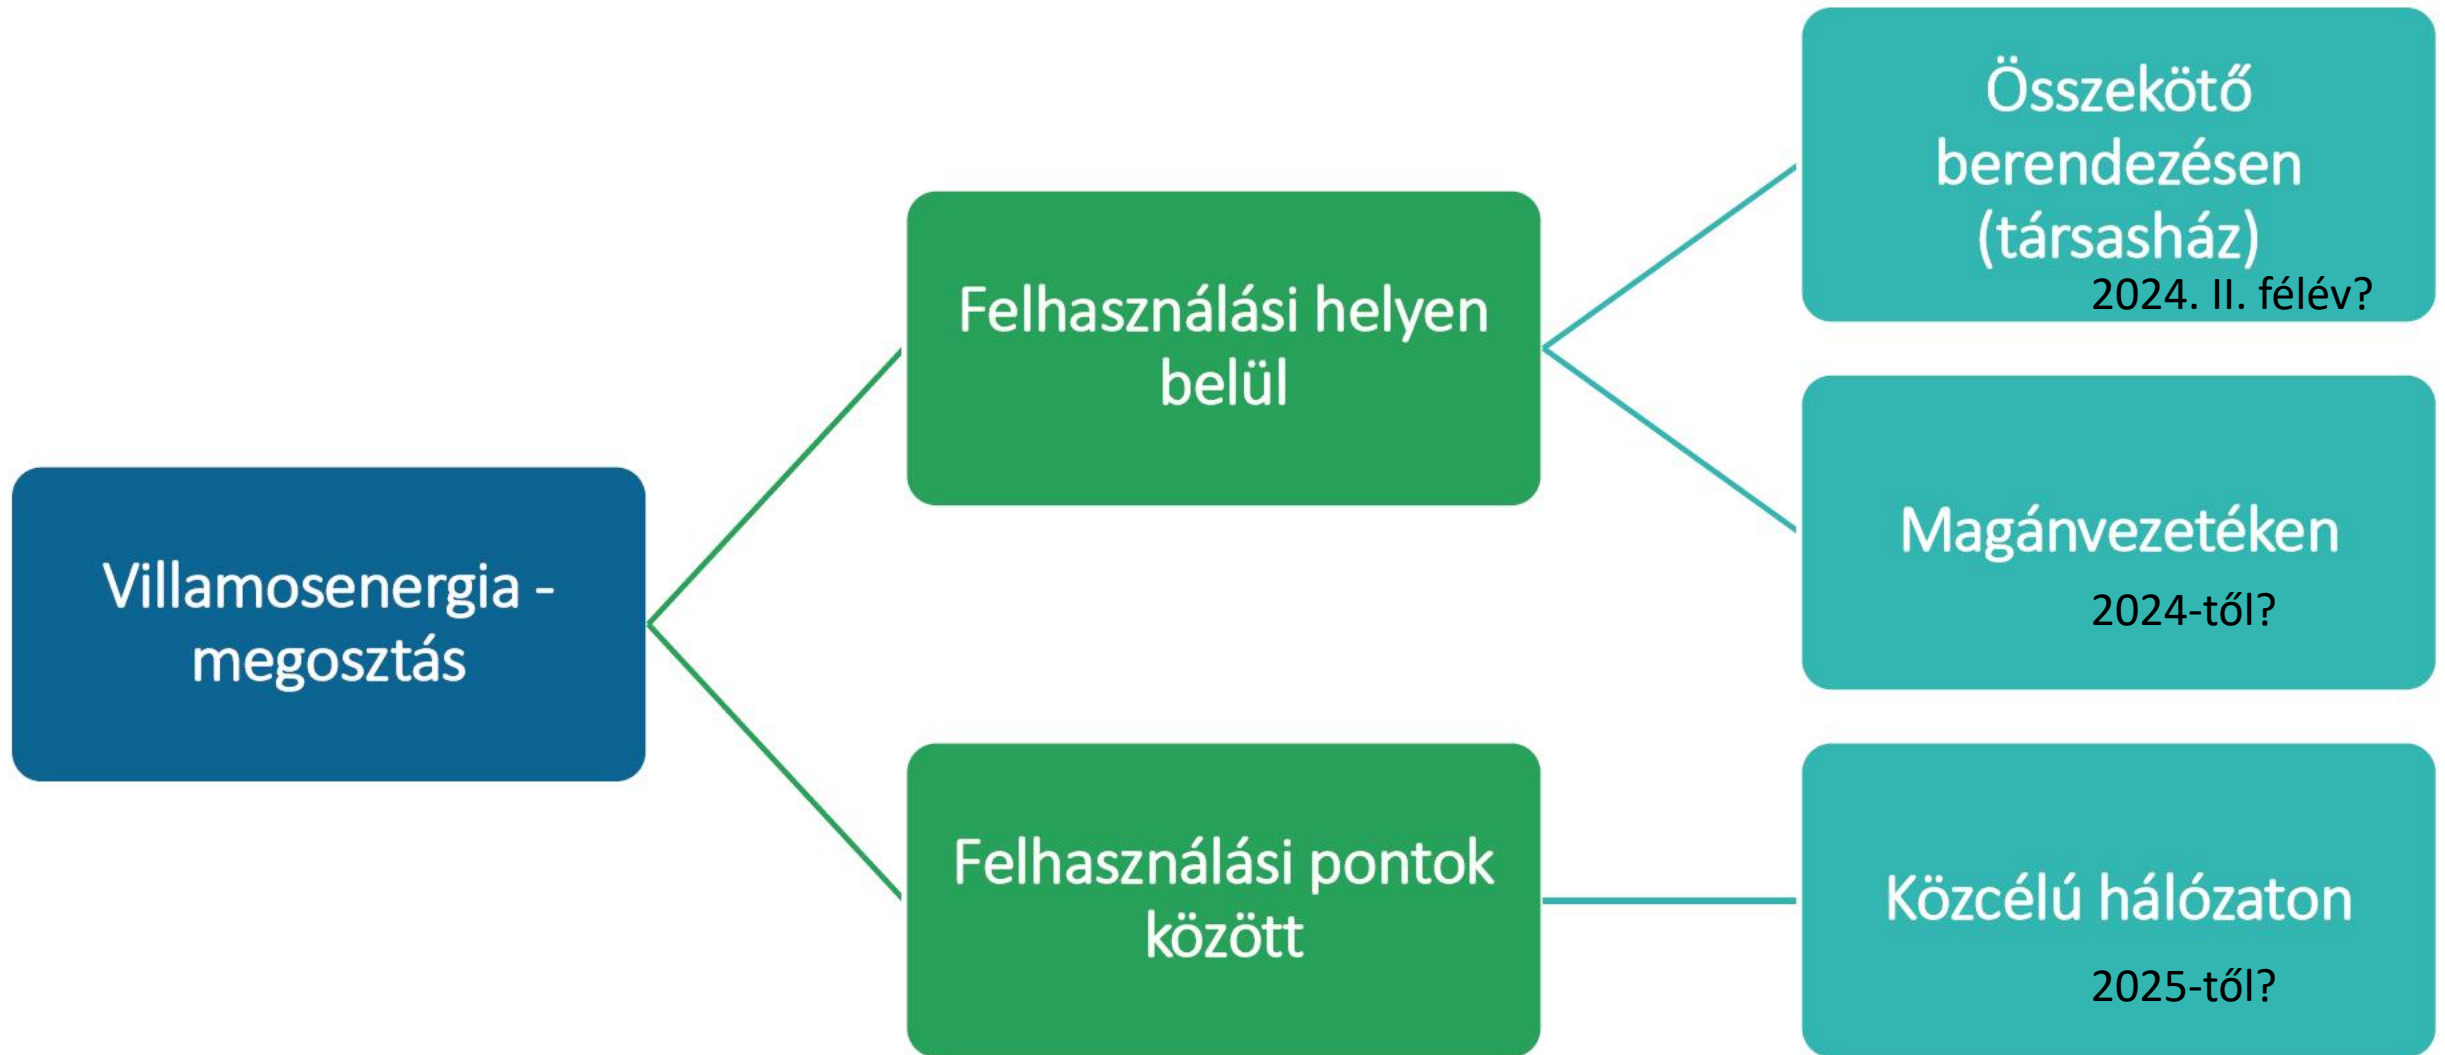 Villamosenergia -
megosztás
Felhasználási helyen
belül
Összekötő
berendezésen
(társasház)
2024. II. félév?
Magánvezetéken
2024-től?
Felhasználási pontok
között
Közcélú hálózaton
2025-től?